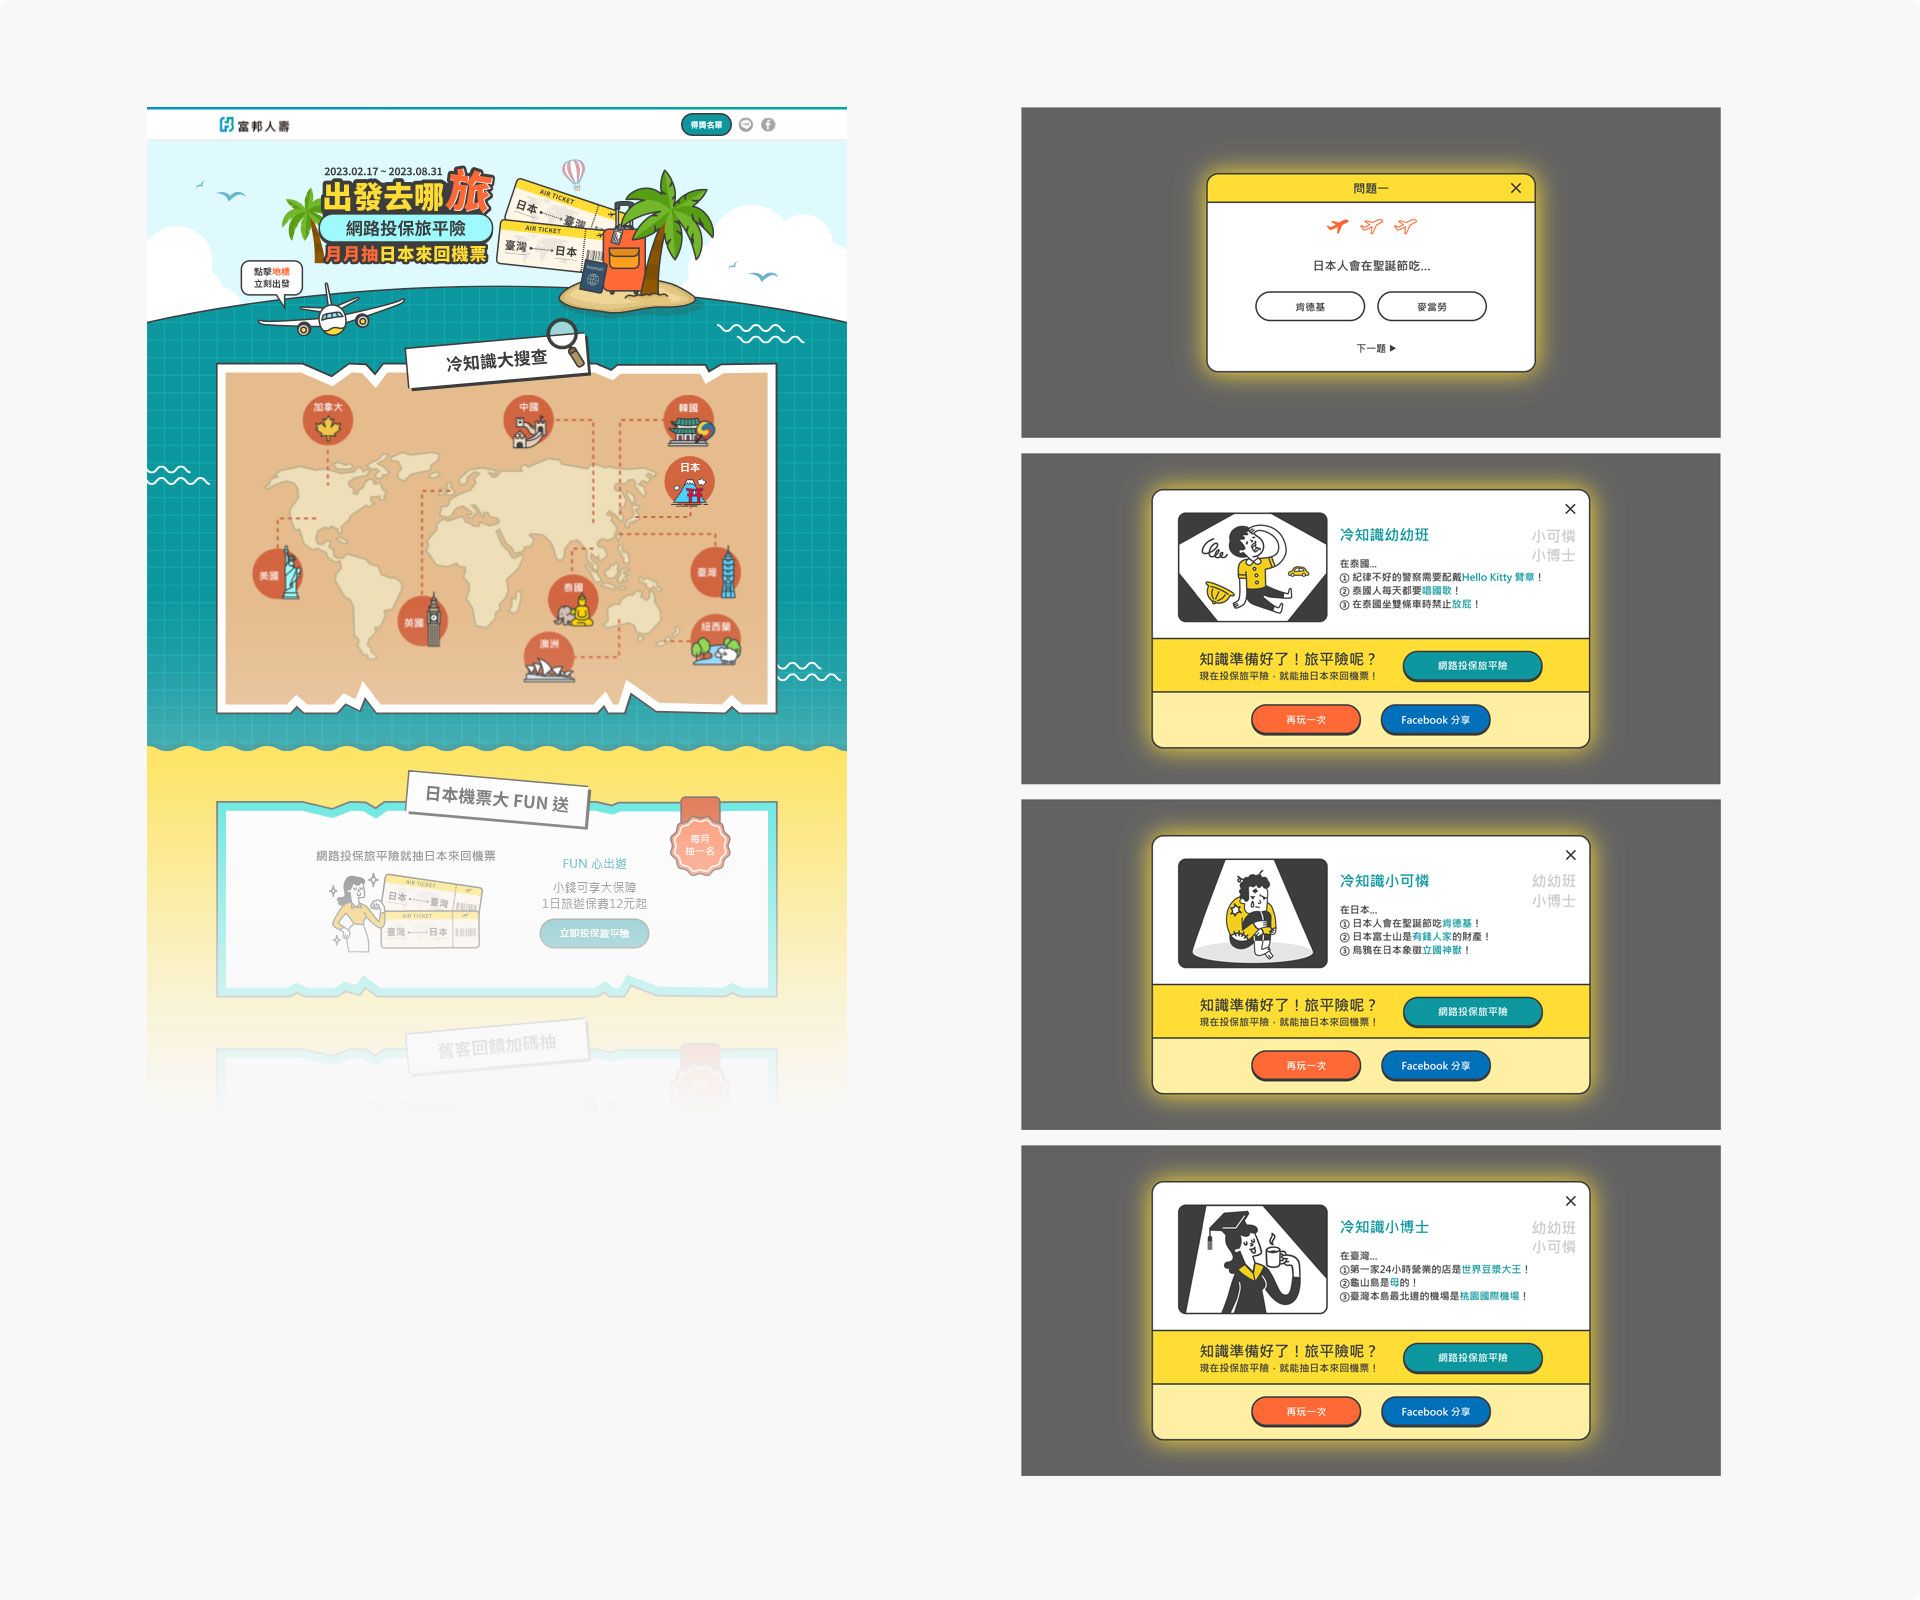 富邦人壽
得獎名單
2023.02.17 ~ 2023.08.31
出發去哪旅
網路投保旅平險
月月抽日本來回機票
AIR TICKET
日本 臺灣
AIR TICKET
臺灣 日本
PASSPORT
點擊地標
立刻出發
冷知識大搜查
加拿大
中國
韓國
日本
美國
英國
泰國
臺灣
澳洲
紐西蘭
日本機票大 FUN 送
每月
抽一名
網路投保旅平險就抽日本來回機票
AIR TICKET
日本 臺灣
AIR TICKET
臺灣 日本
FUN 心出遊
小錢可享大保障
1日旅遊保費12元起
立即投保旅平險
舊客回饋加碼抽
問題一
日本人會在聖誕節吃...
肯德基
麥當勞
下一題
冷知識幼幼班
小可憐
小博士
在泰國...
① 紀律不好的警察需要配戴Hello Kitty 臂章！
② 泰國人每天都要唱國歌！
③ 在泰國坐雙條車時禁止放屁！
知識準備好了！旅平險呢？
現在投保旅平險，就能抽日本來回機票！
網路投保旅平險
再玩一次
Facebook 分享
冷知識小可憐
幼幼班
小博士
在日本...
① 日本人會在聖誕節吃肯德基！
② 日本富士山是有錢人家的財產！
③ 烏鴉在日本象徵立國神獸！
知識準備好了！旅平險呢？
現在投保旅平險，就能抽日本來回機票！
網路投保旅平險
再玩一次
Facebook 分享
冷知識小博士
幼幼班
小可憐
在臺灣...
①第一家24小時營業的店是世界豆漿大王！
②龜山島是母的！
③臺灣本島最北邊的機場是桃園國際機場！
知識準備好了！旅平險呢？
現在投保旅平險，就能抽日本來回機票！
網路投保旅平險
再玩一次
Facebook 分享